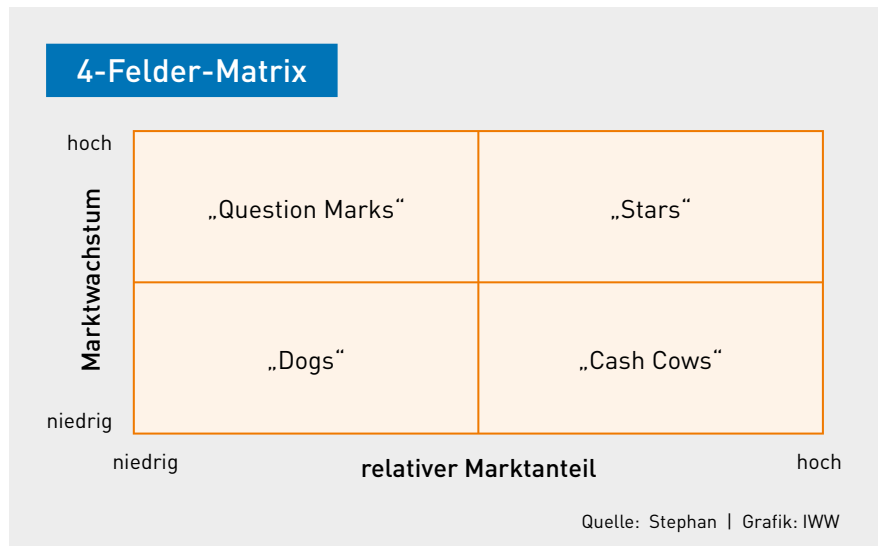 4-Felder-Matrix
hoch
Marktwachstum
niedrig
„Question Marks“
„Stars“
„Dogs“
„Cash Cows“
niedrig
relativer Marktanteil
hoch
Quelle: Stephan | Grafik: IWW